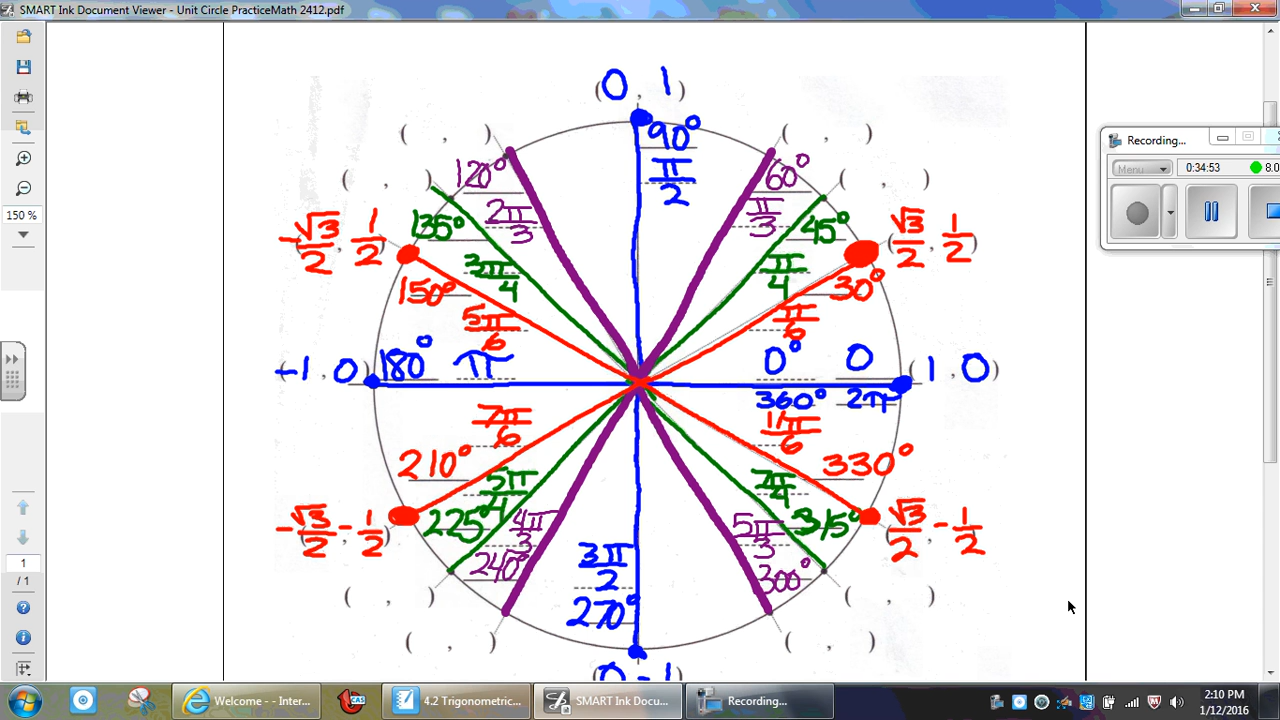 SMART Ink Document Viewer - Unit Circle PracticeMath 2412.pdf
0, 1
( , )
90°
π/2
( , ) ( , )
120° 60°
2π/3 π/3
( , ) ( , )
135° 45°
3π/4 π/4
-√3/2, 1/2 (√3/2, 1/2)
150° 30°
5π/6 π/6
-1, 0 180° π 0° 0 (1, 0)
360° 2π
7π/6 11π/6
210° 330°
5π/4 7π/4
-√3/2 -1/2 225° 315° √3/2, -1/2
4π/3 5π/3
240° 300°
3π/2
270°
( , ) ( , )
( , ) ( , )
0 -1
150 %
1
/ 1
Recording...
Menu
0:34:53
8.0
Welcome - - Inter...
CAS
4.2 Trigonometric...
SMART Ink Docu...
Recording...
2:10 PM
1/12/2016